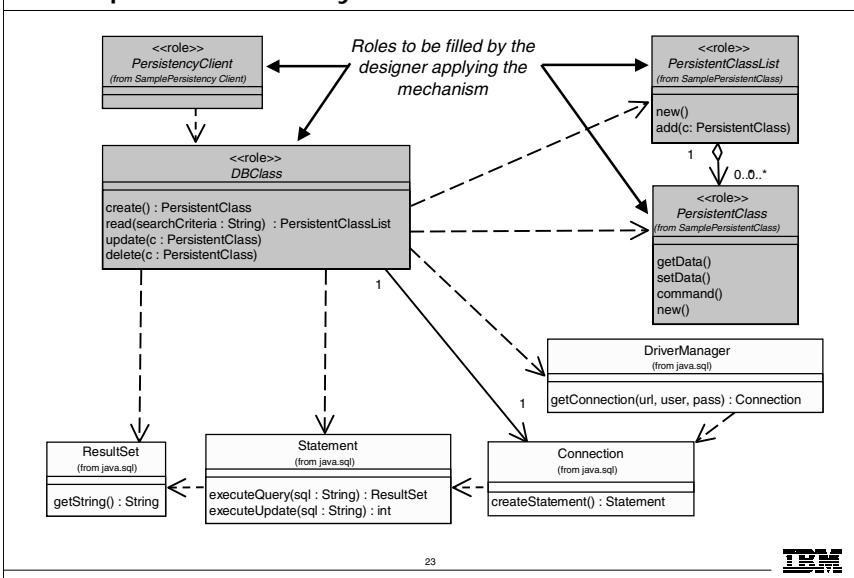 <<role>>
PersistencyClient
(from SamplePersistency Client)
Roles to be filled by the
designer applying the
mechanism
<<role>>
PersistentClassList
(from SamplePersistentClass)
new()
add(c: PersistentClass)
1
0..0..*
<<role>>
DBClass
create() : PersistentClass
read(searchCriteria : String) : PersistentClassList
update(c : PersistentClass)
delete(c : PersistentClass)
<<role>>
PersistentClass
(from SamplePersistentClass)
getData()
setData()
command()
new()
1
DriverManager
(from java.sql)
getConnection(url, user, pass) : Connection
1
ResultSet
(from java.sql)
getString() : String
Statement
(from java.sql)
executeQuery(sql : String) : ResultSet
executeUpdate(sql : String) : int
Connection
(from java.sql)
createStatement() : Statement
23
IBM